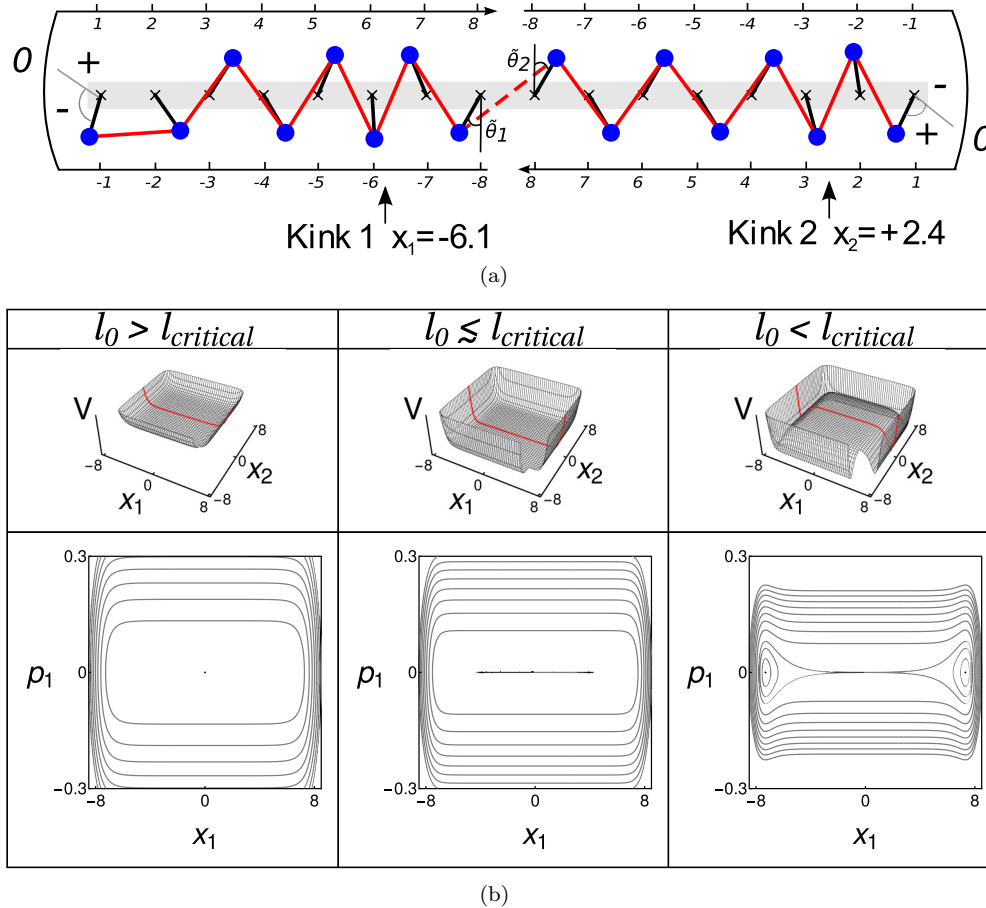 1 2 3 4 5 6 7 8 -8 -7 -6 -5 -4 -3 -2 -1
0 + - θ̃2 - 
θ̃1 + 0
-1 -2 -3 -4 -5 -6 -7 -8 8 7 6 5 4 3 2 1
Kink 1 x1=-6.1 Kink 2 x2=+2.4
(a)
l0 > lcritical l0 ≲ lcritical l0 < lcritical
V V V
-8 0 8 -8 0 8 -8 0 8 -8 0 8 -8 0 8 -8 0 8
x1 x2 x1 x2 x1 x2
0.3 0.3 0.3
p1 0 p1 0 p1 0
-0.3 -0.3 -0.3
-8 0 8 -8 0 8 -8 0 8
x1 x1 x1
(b)